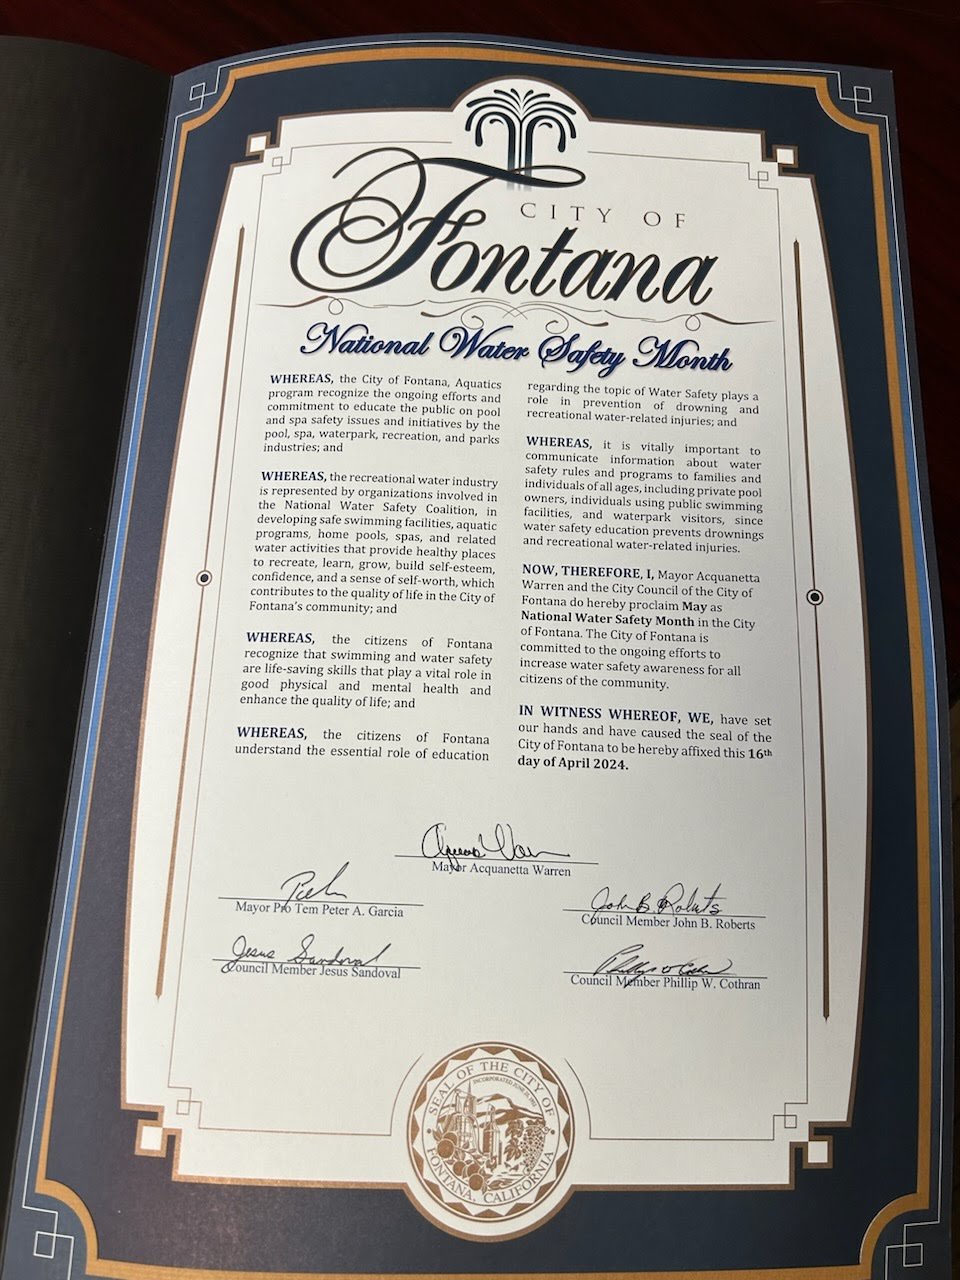 CITY OF
Fontana
National Water Safety Month
WHEREAS, the City of Fontana, Aquatics
program recognize the ongoing efforts and
commitment to educate the public on pool
and spa safety issues and initiatives by the
pool, spa, waterpark, recreation, and parks
industries; and
WHEREAS, the recreational water industry
is represented by organizations involved in
the National Water Safety Coalition, in
developing safe swimming facilities, aquatic
programs, home pools, spas, and related
water activities that provide healthy places
to recreate, learn, grow, build self-esteem,
confidence, and a sense of self-worth, which
contributes to the quality of life in the City of
Fontana's community; and
WHEREAS, the citizens of Fontana
recognize that swimming and water safety
are life-saving skills that play a vital role in
good physical and mental health and
enhance the quality of life; and
WHEREAS, the citizens of Fontana
understand the essential role of education
regarding the topic of Water Safety plays a
role in prevention of drowning and
recreational water-related injuries; and
WHEREAS, it is vitally important to
communicate information about water
safety rules and programs to families and
individuals of all ages, including private pool
owners, individuals using public swimming
facilities, and waterpark visitors, since
water safety education prevents drownings
and recreational water-related injuries.
NOW, THEREFORE, I, Mayor Acquanetta
Warren and the City Council of the City of
Fontana do hereby proclaim May as
National Water Safety Month in the City
of Fontana. The City of Fontana is
committed to the ongoing efforts to
increase water safety awareness for all
citizens of the community.
IN WITNESS WHEREOF, WE, have set
our hands and have caused the seal of the
City of Fontana to be hereby affixed this 16th
day of April 2024.
Mayor Acquanetta Warren
Mayor Pro Tem Peter A. Garcia
John B. Roberts
Council Member John B. Roberts
Jesus Sandoval
Council Member Jesus Sandoval
Council Member Phillip W. Cothran
SEAL OF THE CITY OF
FONTANA, CALIFORNIA